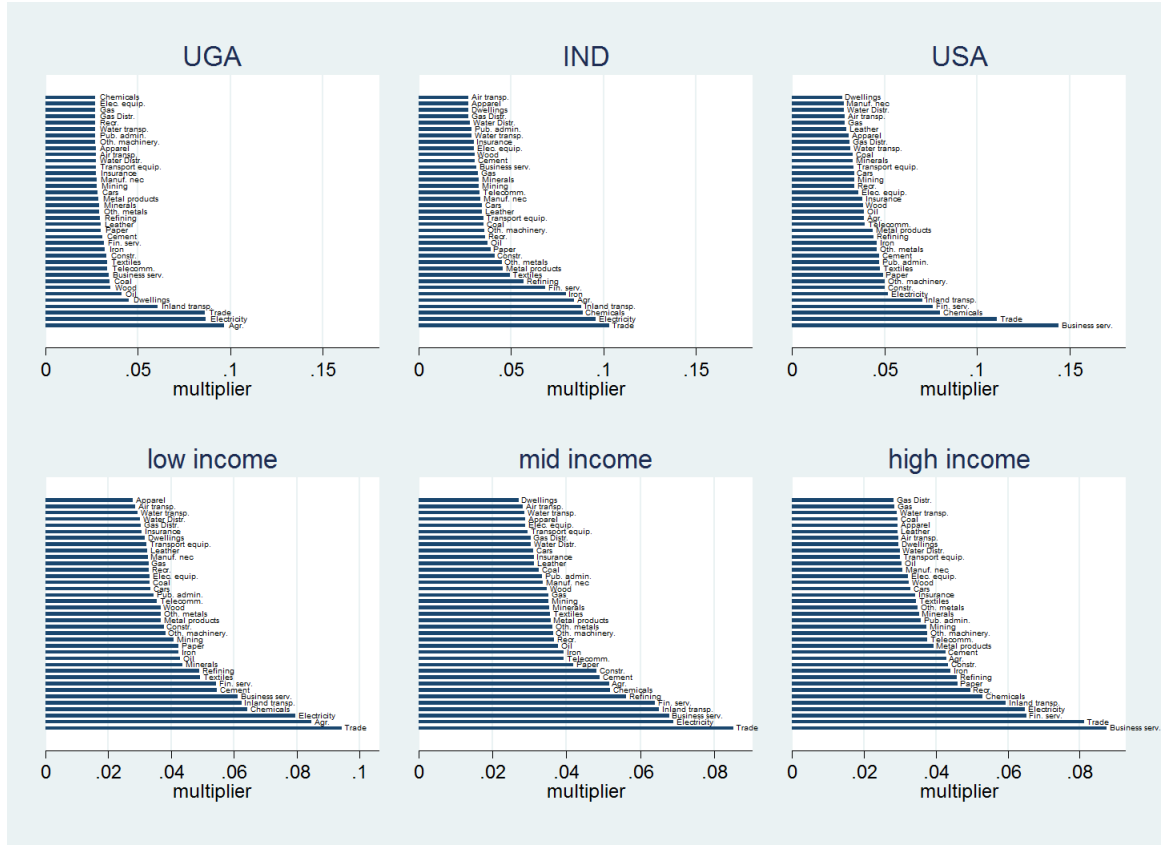 UGA
Chemicals
Elec. equip.
Gas
Gas Distr.
Recr.
Water transp.
Pub. admin.
Oth. machinery.
Apparel
Air transp.
Water Distr.
Transport equip.
Insurance
Manuf. nec
Mining
Cars
Metal products
Minerals
Oth. metals
Refining
Leather
Paper
Cement
Fin. serv.
Iron
Constr.
Textiles
Telecomm.
Business serv.
Coal
Wood
Oil
Dwellings
Inland transp.
Trade
Electricity
Agr.
0 .05 .1 .15
multiplier
IND
Air transp.
Apparel
Dwellings
Gas Distr.
Water Distr.
Pub. admin.
Water transp.
Insurance
Elec. equip.
Wood
Cement
Business serv.
Gas
Minerals
Mining
Telecomm.
Manuf. nec
Cars
Leather
Transport equip.
Coal
Oth. machinery.
Recr.
Oil
Paper
Constr.
Oth. metals
Metal products
Textiles
Refining
Fin. serv.
Iron
Agr.
Inland transp.
Chemicals
Electricity
Trade
0 .05 .1 .15
multiplier
USA
Dwellings
Manuf. nec
Water Distr.
Air transp.
Gas
Leather
Apparel
Gas Distr.
Water transp.
Coal
Minerals
Transport equip.
Cars
Mining
Recr.
Elec. equip.
Insurance
Wood
Oil
Agr.
Telecomm.
Metal products
Refining
Iron
Oth. metals
Cement
Pub. admin.
Textiles
Paper
Oth. machinery.
Constr.
Electricity
Inland transp.
Fin. serv.
Chemicals
Trade
Business serv.
0 .05 .1 .15
multiplier
low income
Apparel
Air transp.
Water transp.
Water Distr.
Gas Distr.
Insurance
Dwellings
Transport equip.
Leather
Manuf. nec
Gas
Recr.
Elec. equip.
Coal
Cars
Pub. admin.
Telecomm.
Wood
Oth. metals
Metal products
Constr.
Oth. machinery.
Mining
Paper
Iron
Oil
Minerals
Refining
Textiles
Fin. serv.
Cement
Business serv.
Inland transp.
Chemicals
Electricity
Agr.
Trade
0 .02 .04 .06 .08 .1
multiplier
mid income
Dwellings
Air transp.
Water transp.
Apparel
Elec. equip.
Transport equip.
Gas Distr.
Water Distr.
Cars
Insurance
Leather
Coal
Pub. admin.
Manuf. nec
Wood
Gas
Mining
Minerals
Textiles
Metal products
Oth. metals
Oth. machinery.
Recr.
Oil
Iron
Telecomm.
Paper
Constr.
Cement
Agr.
Chemicals
Refining
Fin. serv.
Inland transp.
Business serv.
Electricity
Trade
0 .02 .04 .06 .08
multiplier
high income
Gas Distr.
Gas
Water transp.
Coal
Apparel
Leather
Air transp.
Dwellings
Water Distr.
Transport equip.
Oil
Manuf. nec
Elec. equip.
Wood
Cars
Insurance
Textiles
Oth. metals
Minerals
Pub. admin.
Mining
Oth. machinery.
Telecomm.
Metal products
Cement
Agr.
Constr.
Iron
Refining
Paper
Recr.
Chemicals
Inland transp.
Electricity
Fin. serv.
Trade
Business serv.
0 .02 .04 .06 .08
multiplier